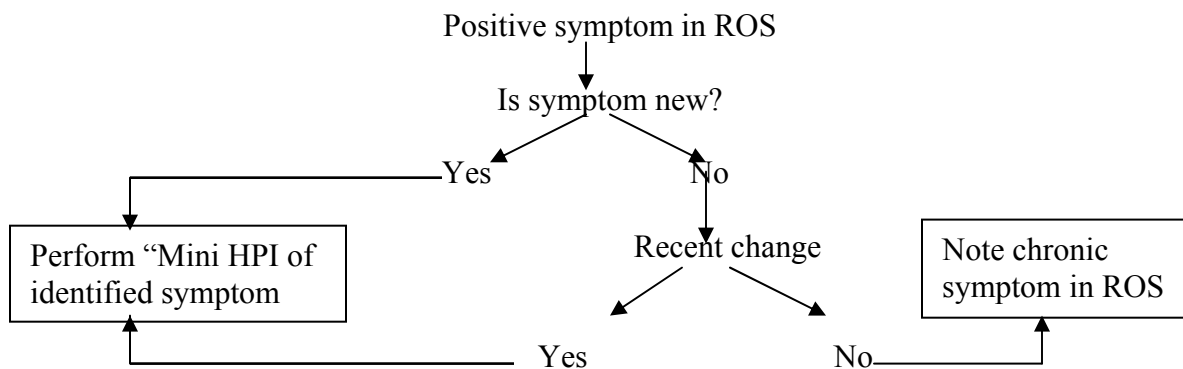 Positive symptom in ROS
Is symptom new?
Yes
No
Perform “Mini HPI of
identified symptom
Recent change
Note chronic
symptom in ROS
Yes
No